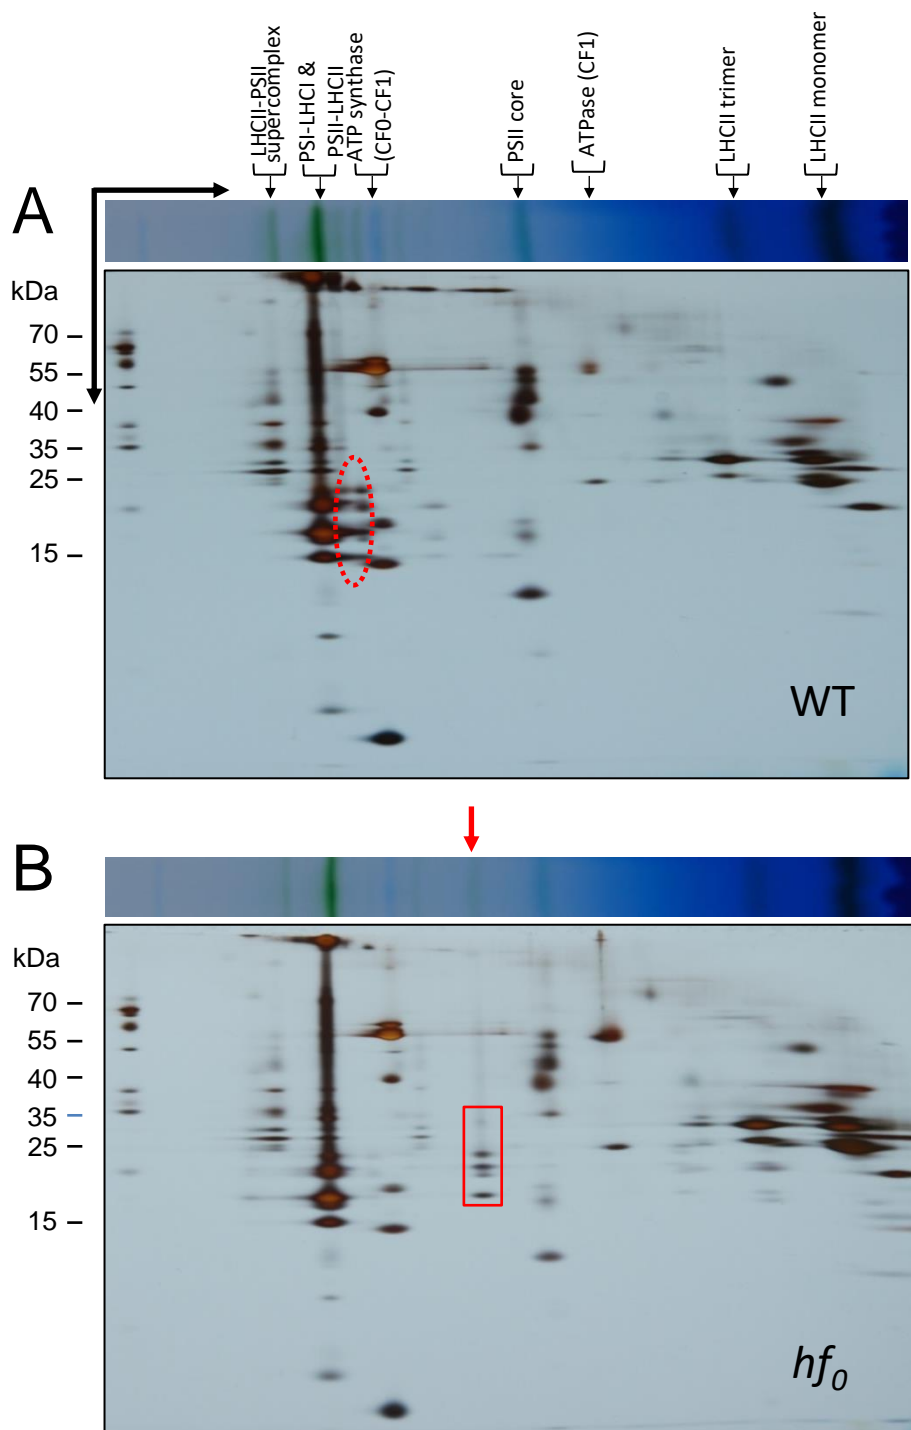 LHCII-PSII
supercomplex
PSI-LHCI &
PSII-LHCII
ATP synthase
(CF0-CF1)
PSII core
ATPase (CF1)
LHCII trimer
LHCII monomer
A
kDa
70
55
40
35
25
15
WT
B
kDa
70
55
40
35
25
15
hf0